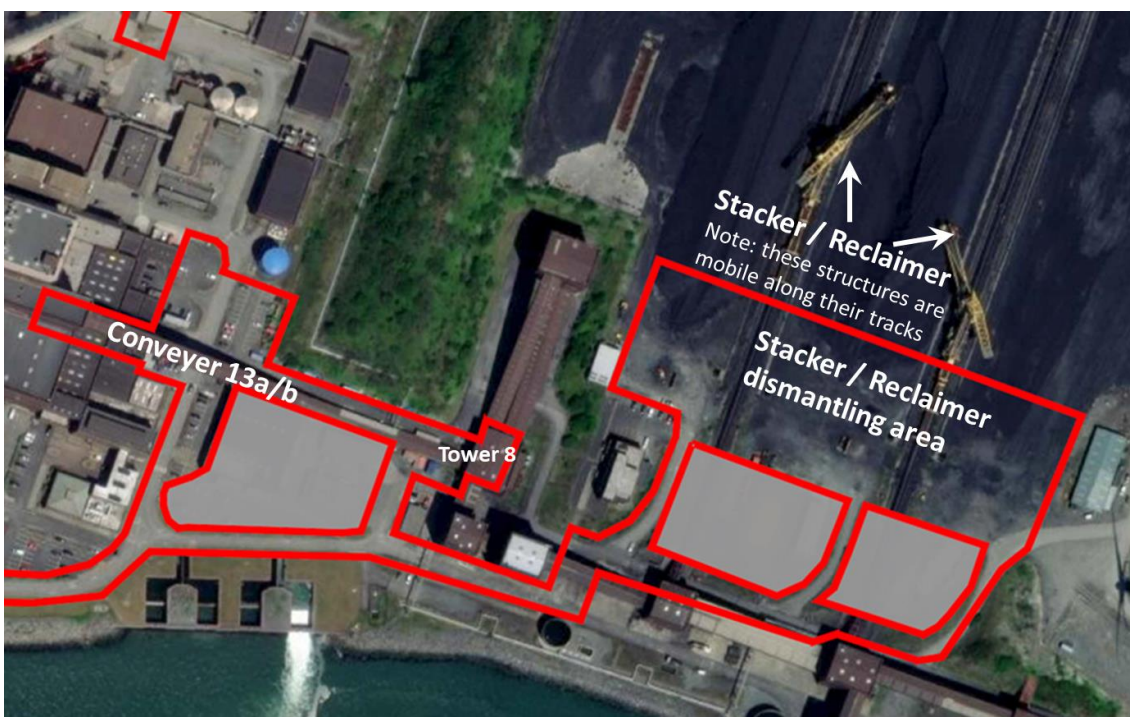 Stacker / Reclaimer
Note: these structures are
mobile along their tracks
Stacker / Reclaimer
dismantling area
Conveyer 13a/b
Tower 8